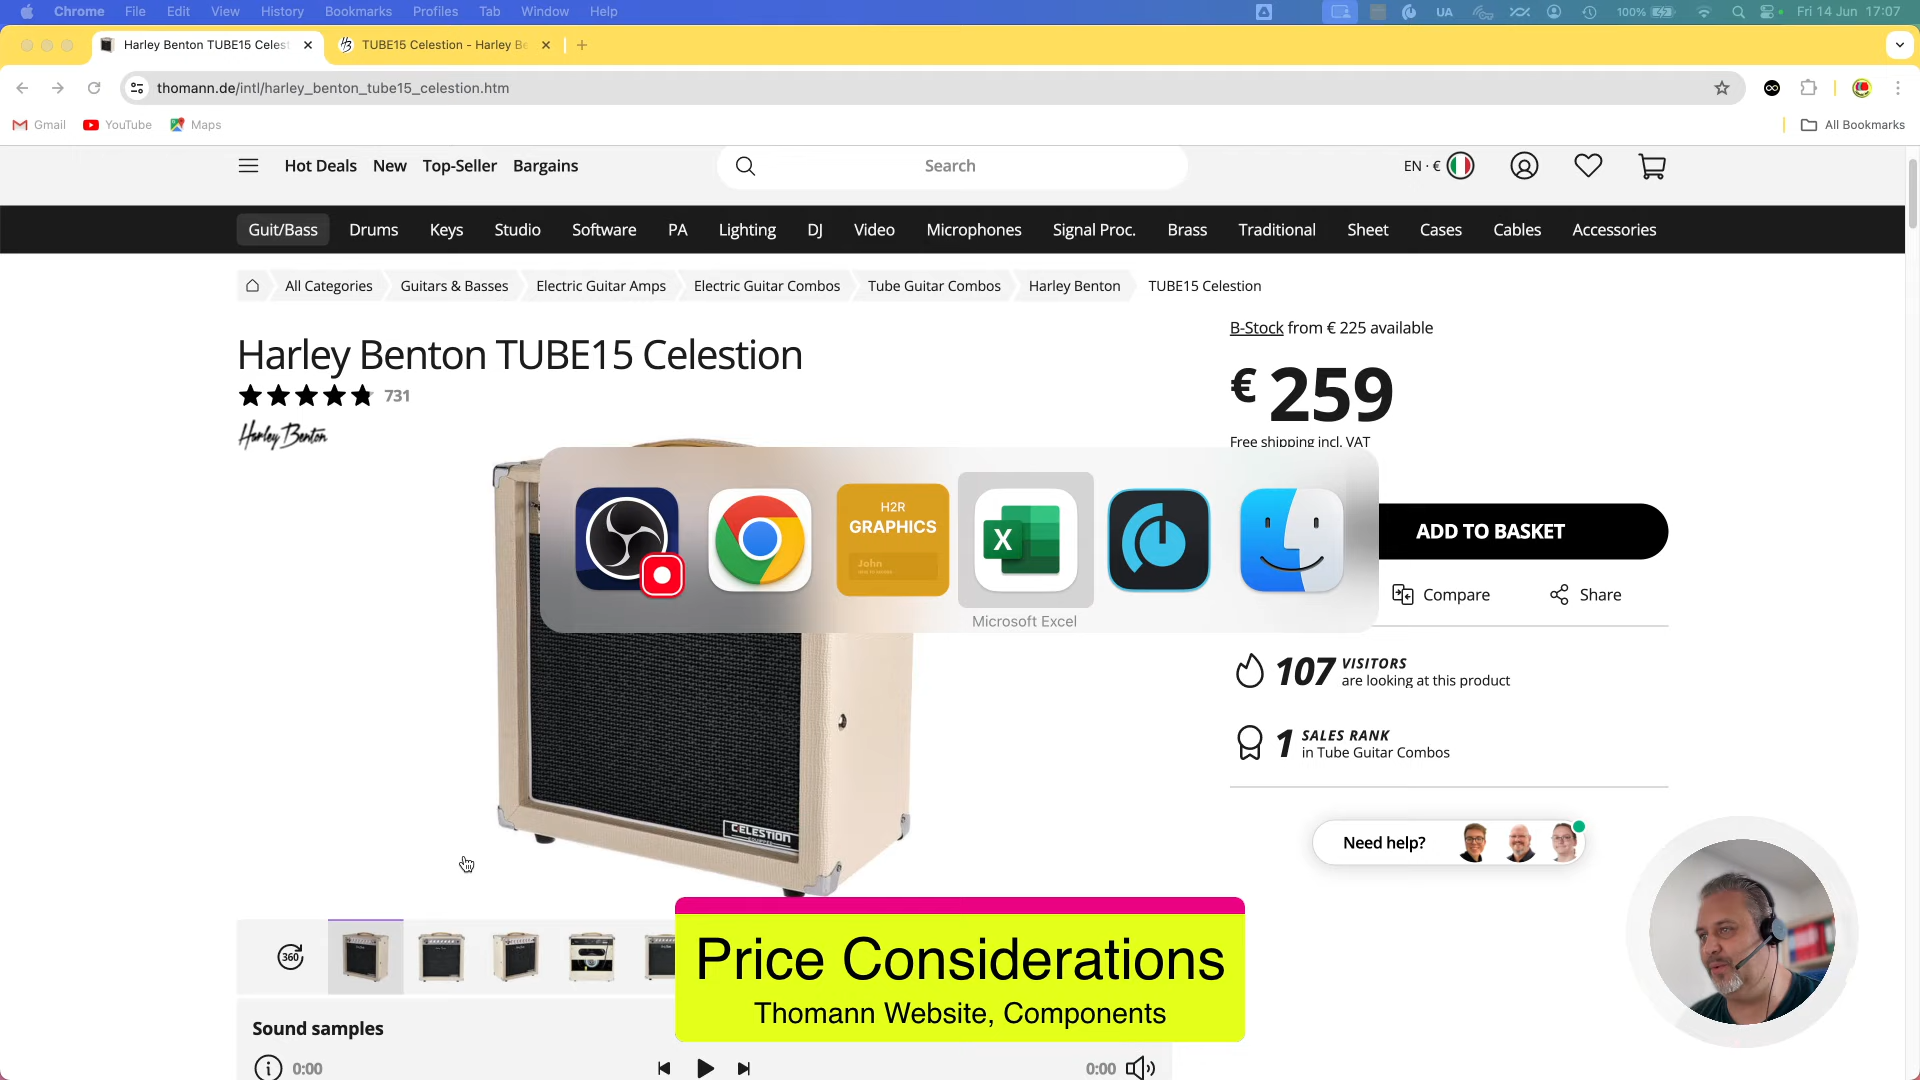 Chrome File Edit View History Bookmarks Profiles Tab Window Help UA 100% Fri 14 Jun 17:07
Harley Benton TUBE15 Celest TUBE15 Celestion - Harley Be
thomann.de/intl/harley_benton_tube15_celestion.htm
Gmail YouTube Maps All Bookmarks
Hot Deals New Top-Seller Bargains Search EN · €
Guit/Bass Drums Keys Studio Software PA Lighting DJ Video Microphones Signal Proc. Brass Traditional Sheet Cases Cables Accessories
All Categories Guitars & Basses Electric Guitar Amps Electric Guitar Combos Tube Guitar Combos Harley Benton TUBE15 Celestion
B-Stock from € 225 available
Harley Benton TUBE15 Celestion
€ 259
731
Harley Benton
Free shipping incl. VAT
H2R
GRAPHICS
John
X
Microsoft Excel
ADD TO BASKET
Compare Share
107 VISITORS
are looking at this product
1 SALES RANK
in Tube Guitar Combos
CELESTION
Need help?
360
Price Considerations
Thomann Website, Components
Sound samples
0:00 0:00